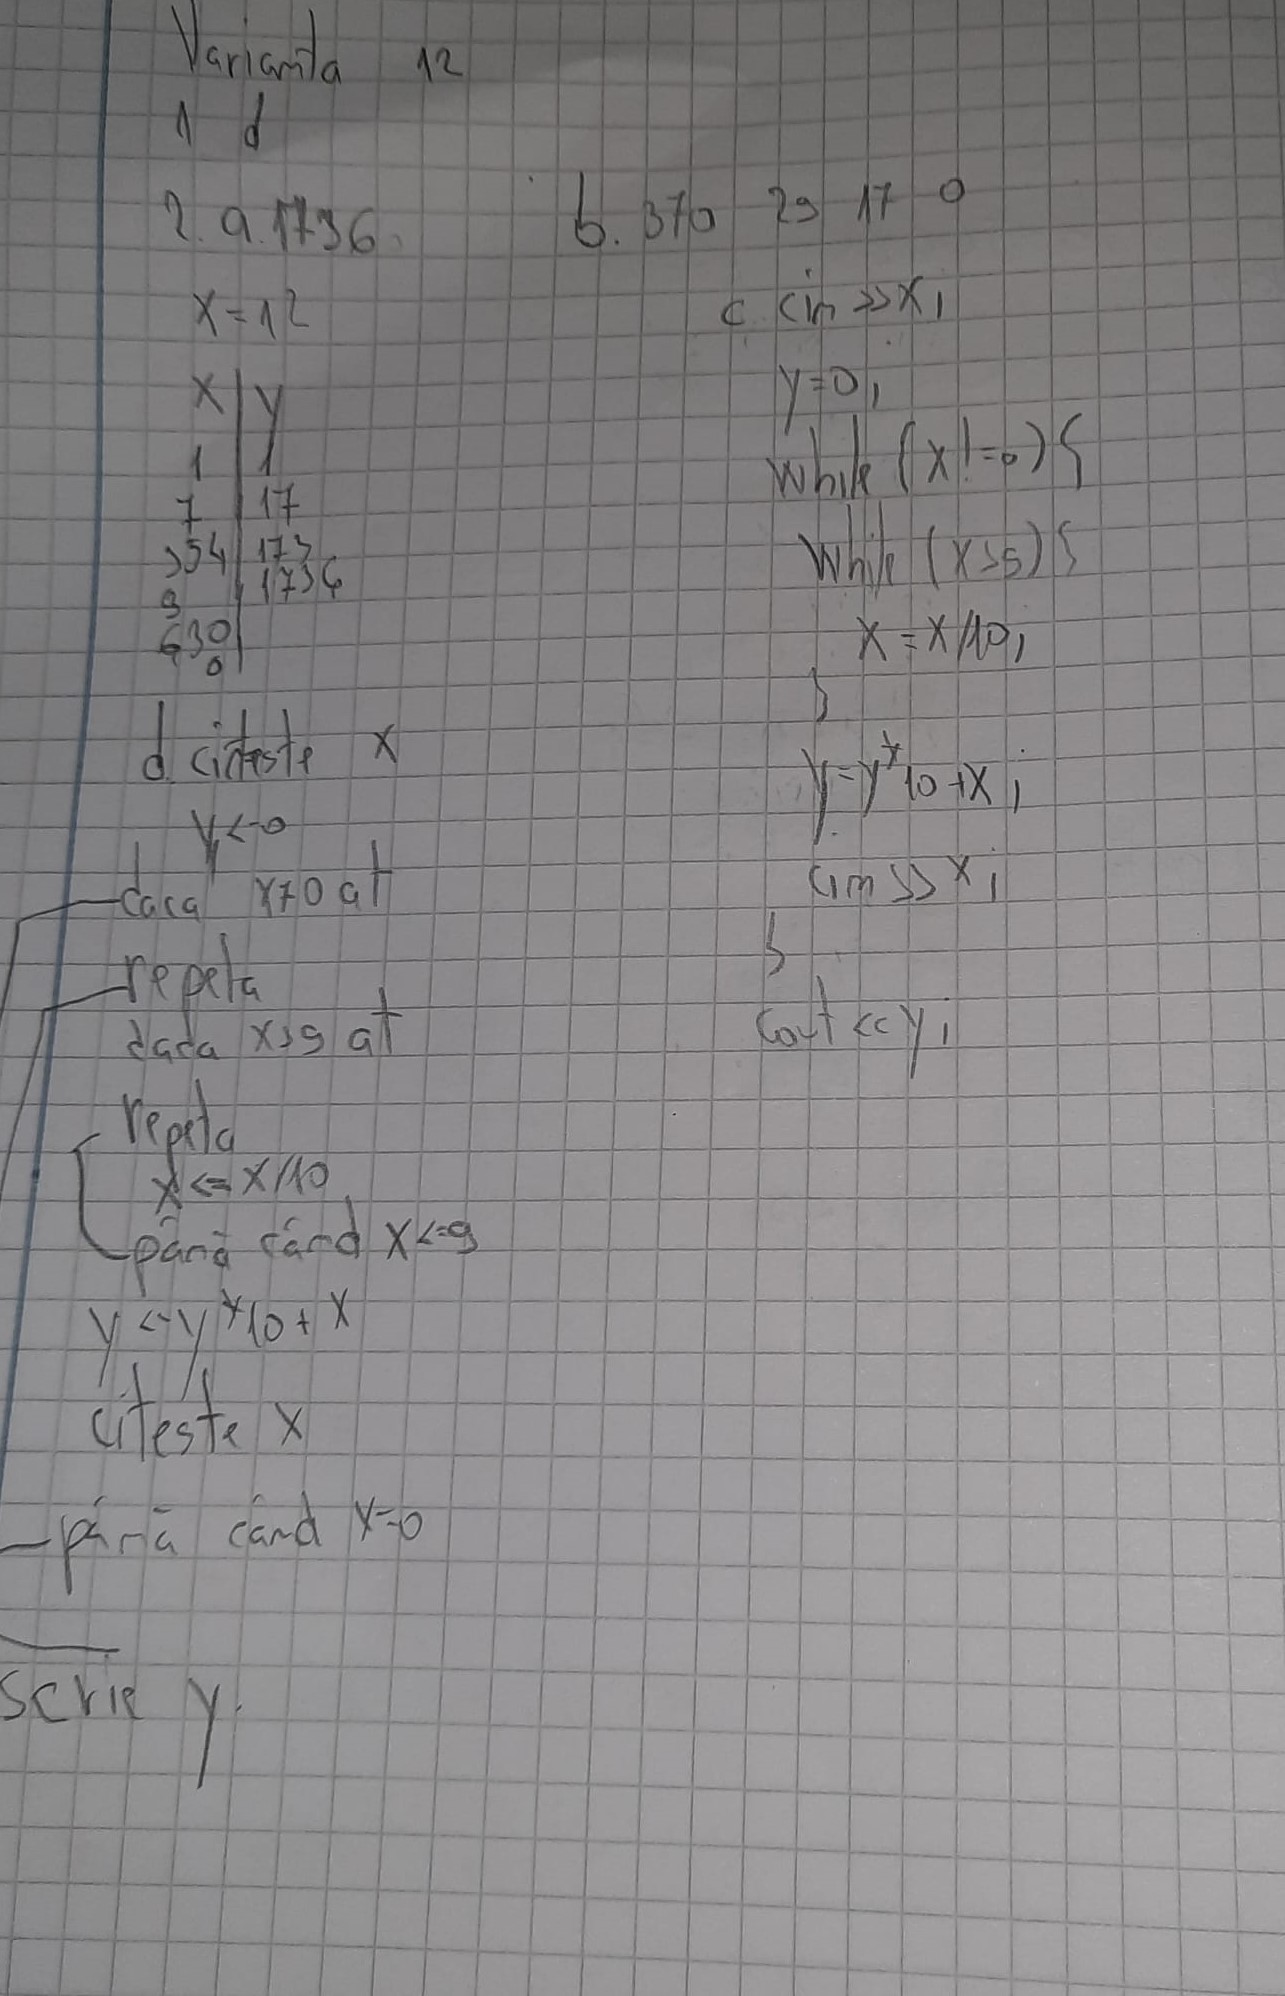 Varianta 12
1 d
2. a. 1736
x=12
x | y
1 | 1
7 | 17
354 | 173
9 | 1736
630
0
b. 370 29 17 0
c. cin>>x;
y=0;
while (x!=0){
while (x>5){
x=x/10;
}
y=y*10+x;
cin>>x;
}
cout<<y;
d. citeste x
y<-0
daca x≠0 at
repeta
dada x>9 at
repeta
x<=x/10
până când x<=9
y<-y*10+x
citeste x
până când x=0
scrie y.